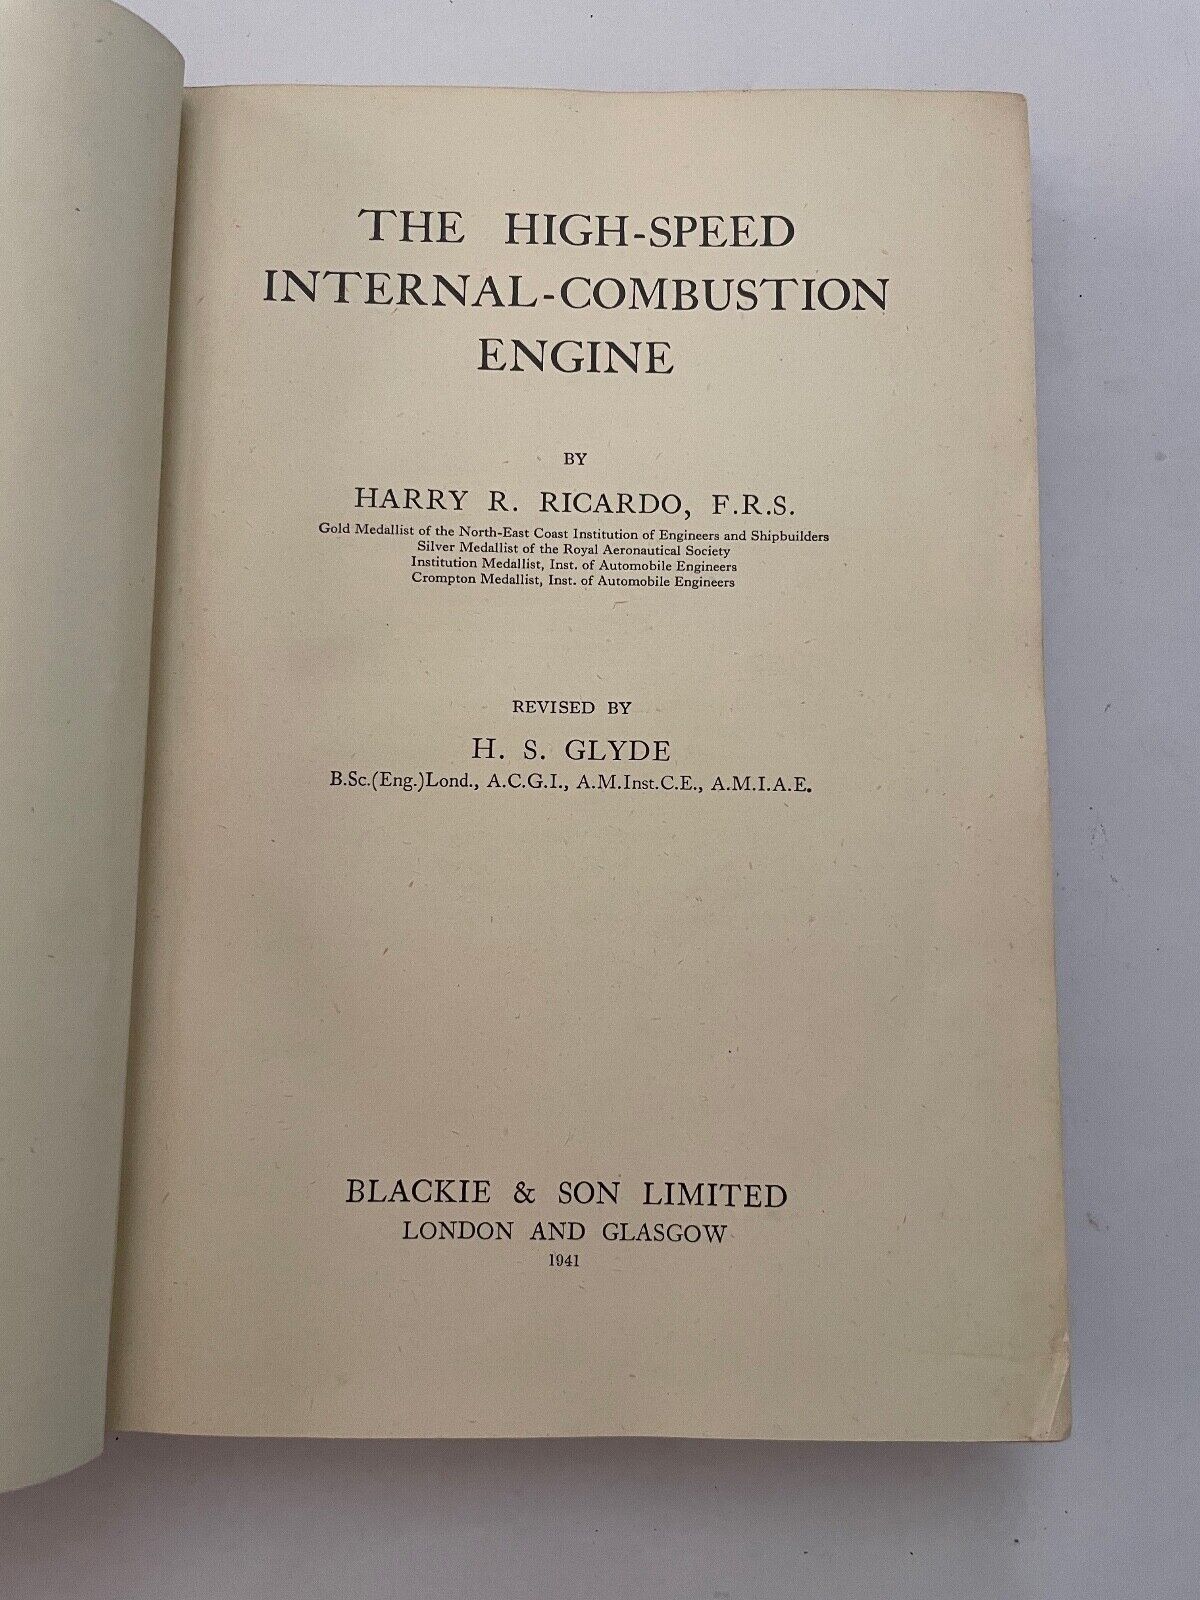 THE HIGH-SPEED
INTERNAL-COMBUSTION
ENGINE
BY
HARRY R. RICARDO, F.R.S.
Gold Medallist of the North-East Coast Institution of Engineers and Shipbuilders
Silver Medallist of the Royal Aeronautical Society
Institution Medallist, Inst. of Automobile Engineers
Crompton Medallist, Inst. of Automobile Engineers
REVISED BY
H. S. GLYDE
B.Sc.(Eng.)Lond., A.C.G.I., A.M.Inst.C.E., A.M.I.A.E.
BLACKIE & SON LIMITED
LONDON AND GLASGOW
1941